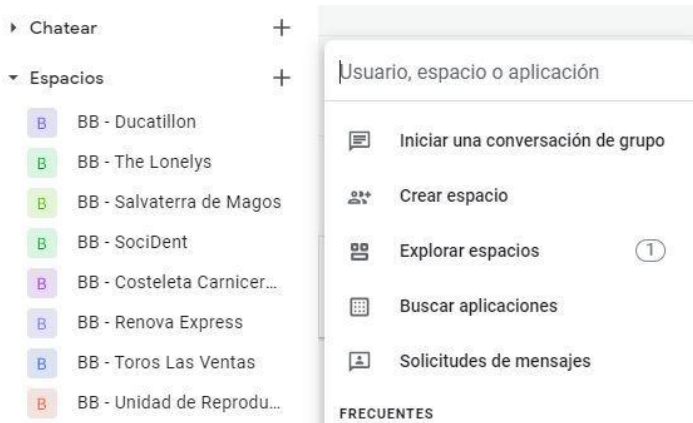 Chatear
Espacios
B BB - Ducatillon
B BB - The Lonelys
B BB - Salvaterra de Magos
B BB - SociDent
B BB - Costeleta Carnicer...
B BB - Renova Express
B BB - Toros Las Ventas
B BB - Unidad de Reprodu...
Usuario, espacio o aplicación
Iniciar una conversación de grupo
Crear espacio
Explorar espacios 1
Buscar aplicaciones
Solicitudes de mensajes
FRECUENTES